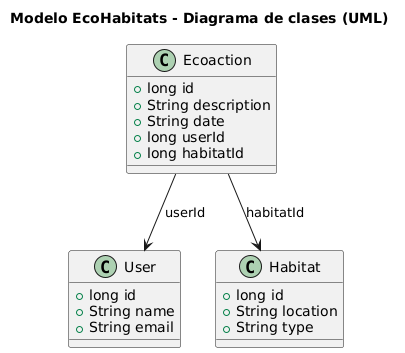 Modelo EcoHabitats - Diagrama de clases (UML)
C Ecoaction
long id
String description
String date
long userId
long habitatId
userId
habitatId
C User
long id
String name
String email
C Habitat
long id
String location
String type